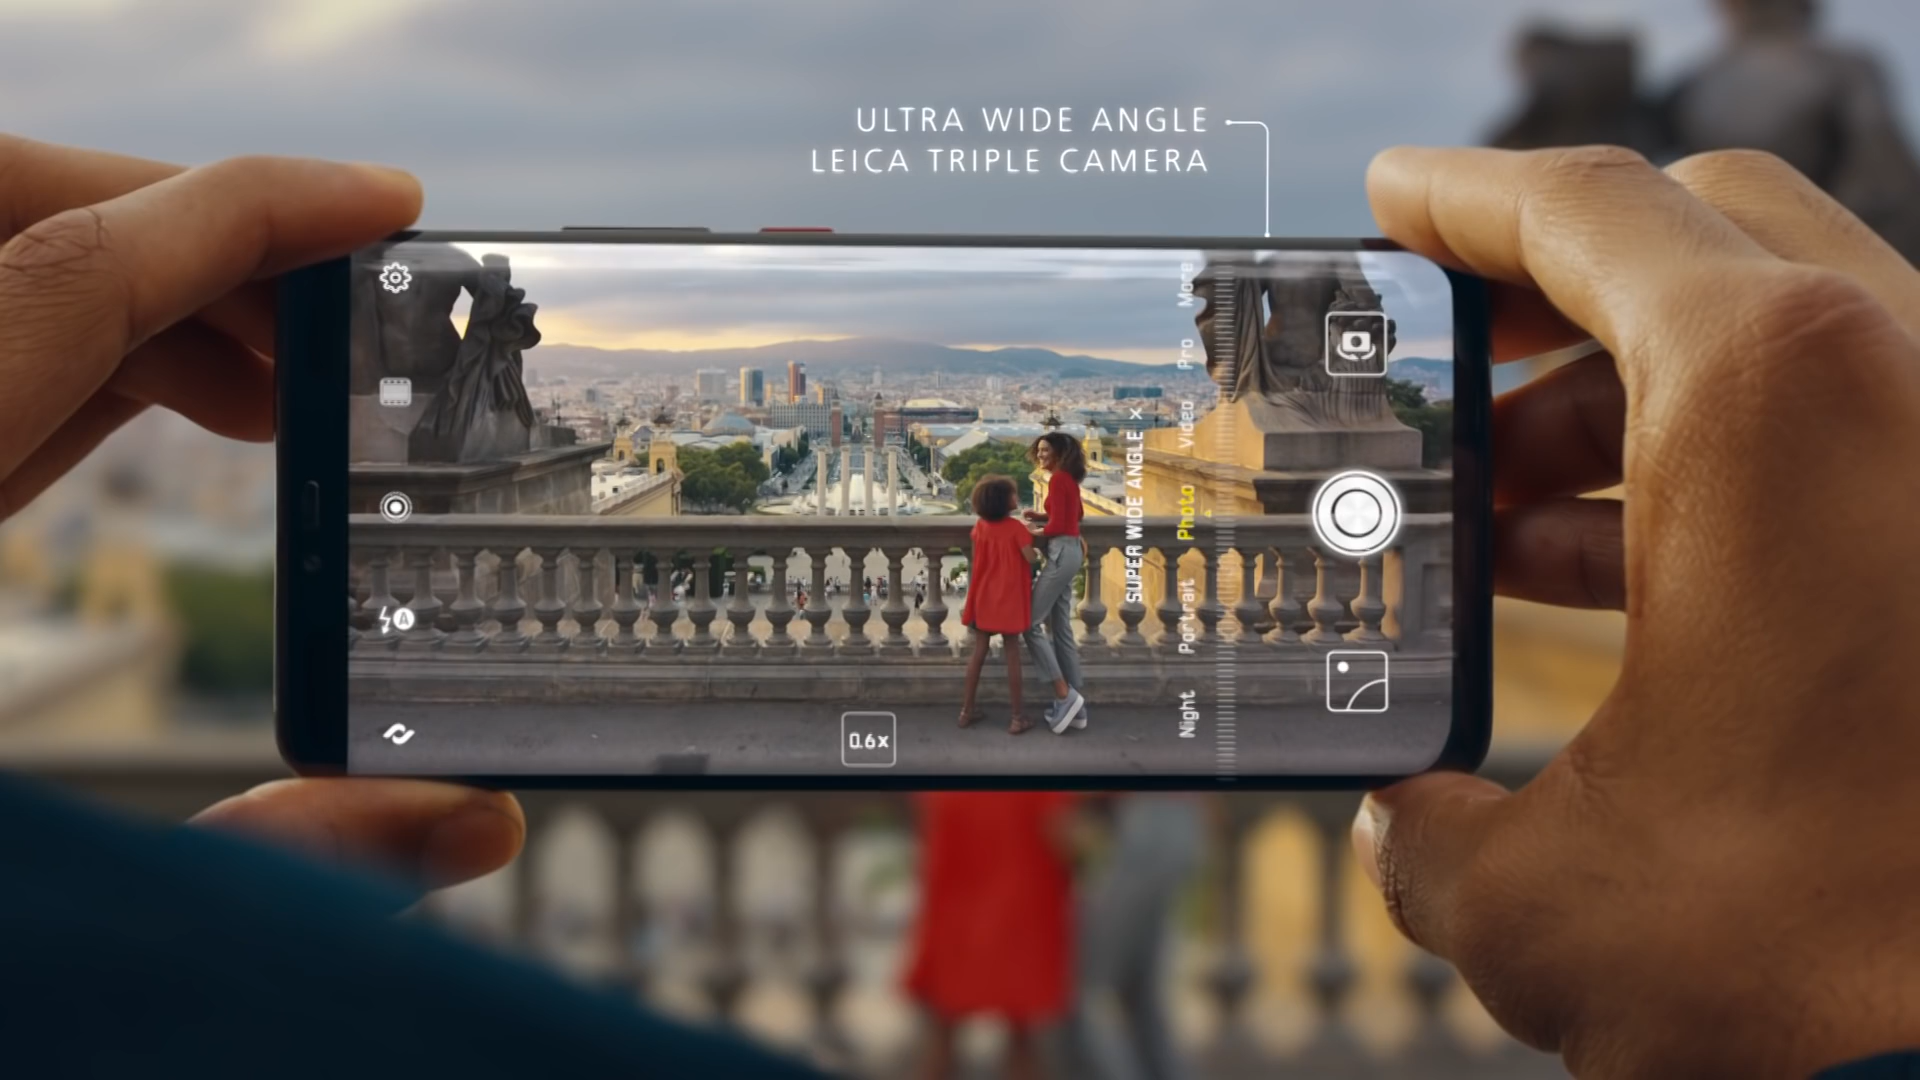 ULTRA WIDE ANGLE
LEICA TRIPLE CAMERA
More
Pro
Video
Photo
Portrait
Night
SUPER WIDE ANGLE ×
A
0.6x